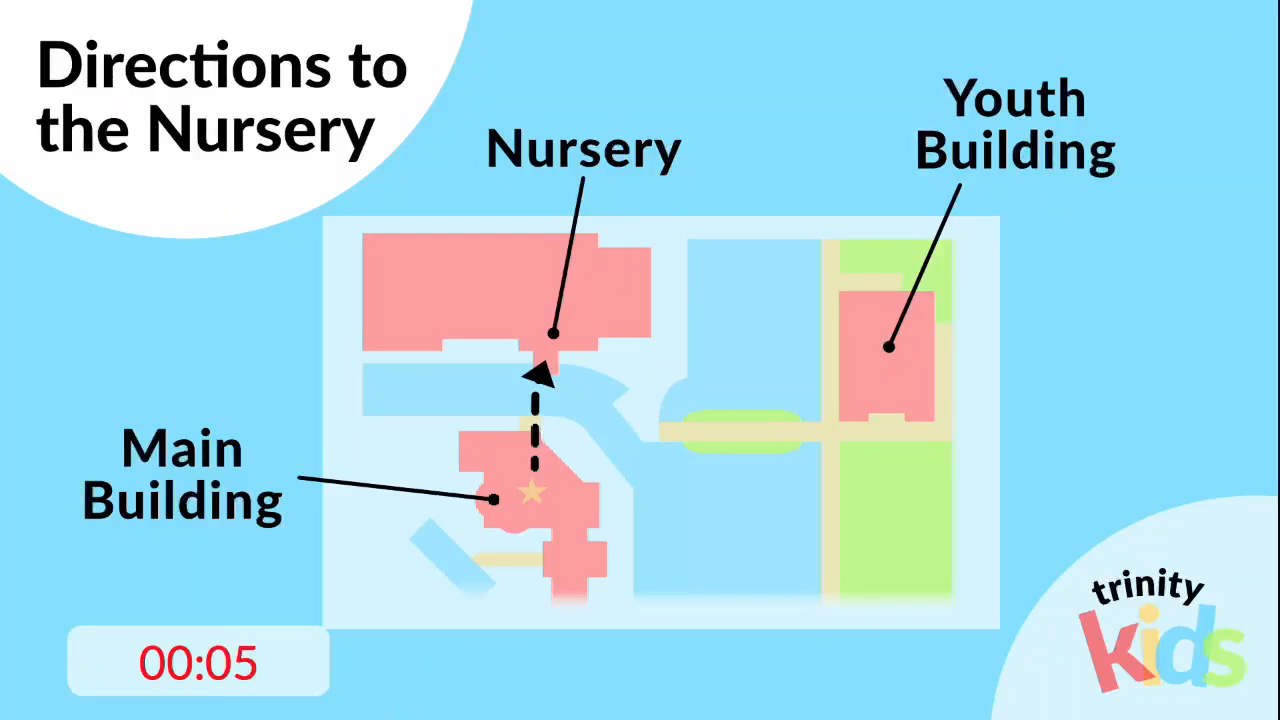 Directions to
the Nursery
Nursery
Youth
Building
Main
Building
00:05
trinity
kids